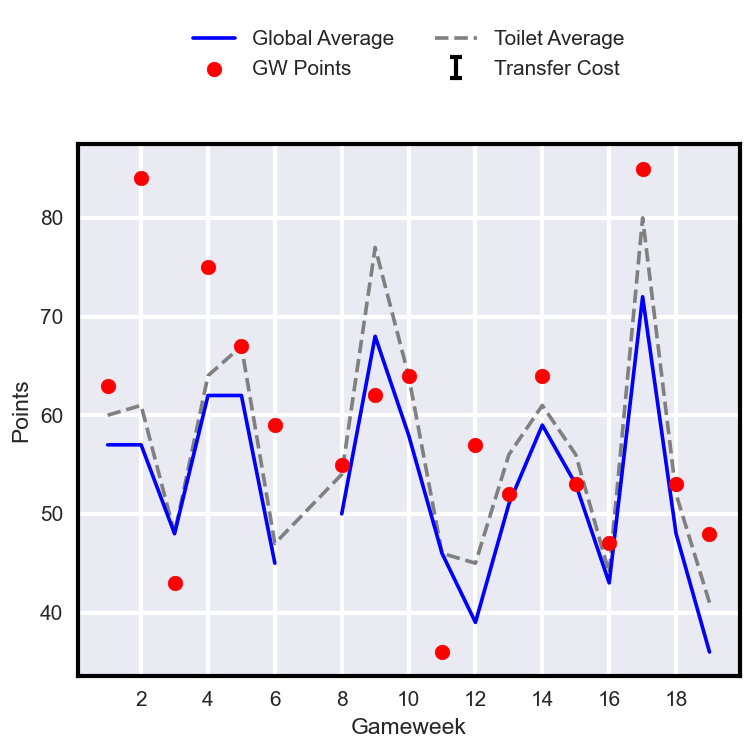 Global Average
Toilet Average
GW Points
Transfer Cost
80
70
60
50
40
Points
2 4 6 8 10 12 14 16 18
Gameweek